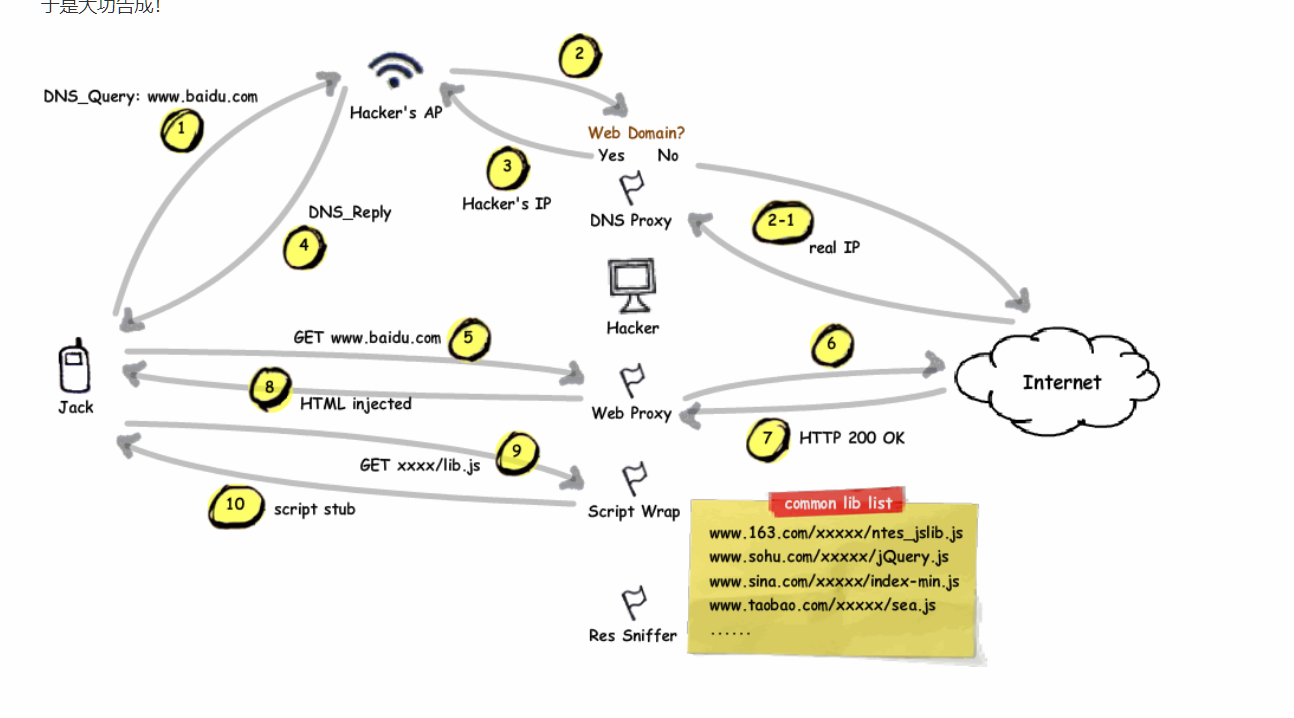 于是大功告成！
2
DNS_Query: www.baidu.com
1
Hacker's AP
Web Domain?
Yes No
3
Hacker's IP
DNS_Reply
4
DNS Proxy
2-1
real IP
Hacker
GET www.baidu.com
5
6
Internet
8
HTML injected
Jack
Web Proxy
7
HTTP 200 OK
GET xxxx/lib.js
9
10
script stub
Script Wrap
common lib list
www.163.com/xxxxx/ntes_jslib.js
www.sohu.com/xxxxx/jQuery.js
www.sina.com/xxxxx/index-min.js
www.taobao.com/xxxxx/sea.js
......
Res Sniffer